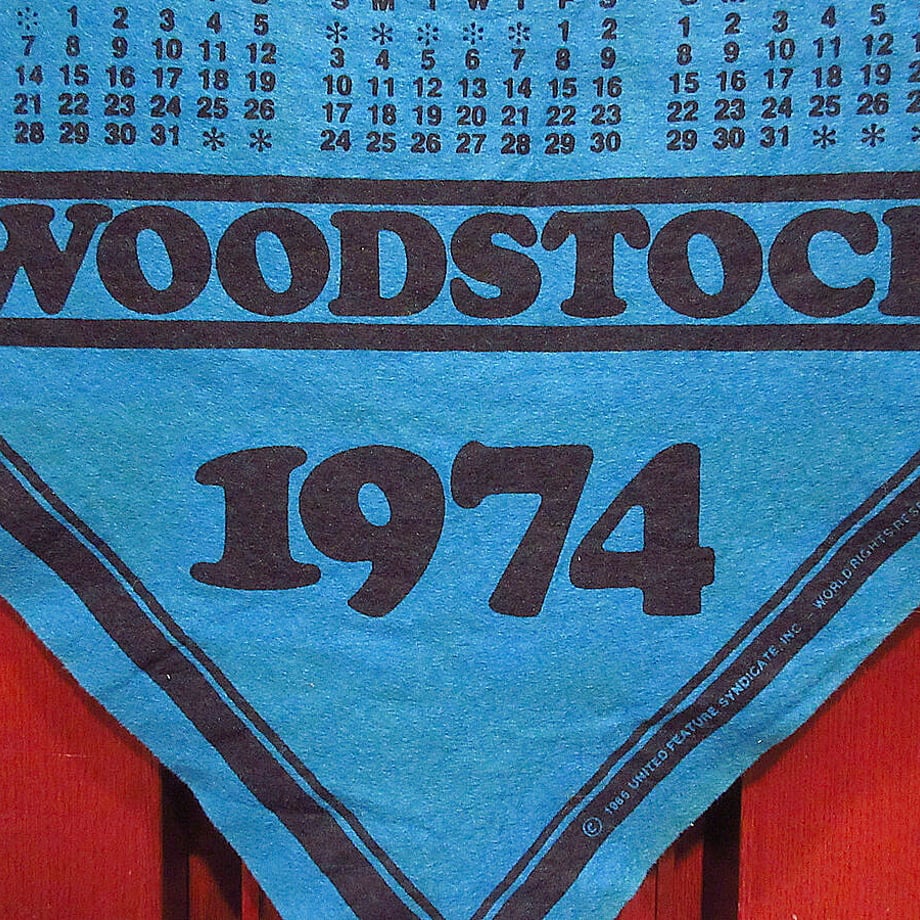 S M T W T F S
1 2 3 4 5
* * * * * 1 2
1 2 3 4 5
7 8 9 10 11 12
3 4 5 6 7 8 9
8 9 10 11 12
14 15 16 17 18 19
10 11 12 13 14 15 16
15 16 17 18 19
21 22 23 24 25 26
17 18 19 20 21 22 23
22 23 24 25 26
28 29 30 31 * *
24 25 26 27 28 29 30
29 30 31 * *
WOODSTOCK
1974
© 1965 UNITED FEATURE SYNDICATE, INC. WORLD RIGHTS